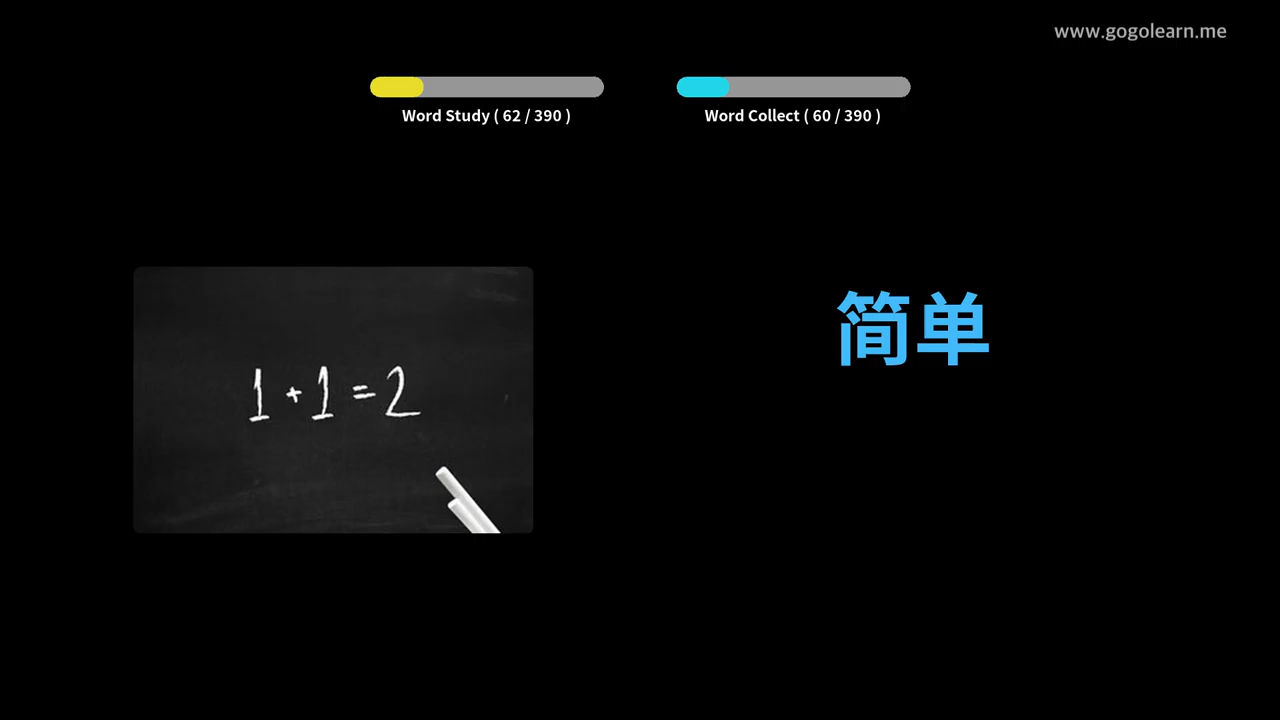 www.gogolearn.me
Word Study ( 62 / 390 )
Word Collect ( 60 / 390 )
简单
1 + 1 = 2